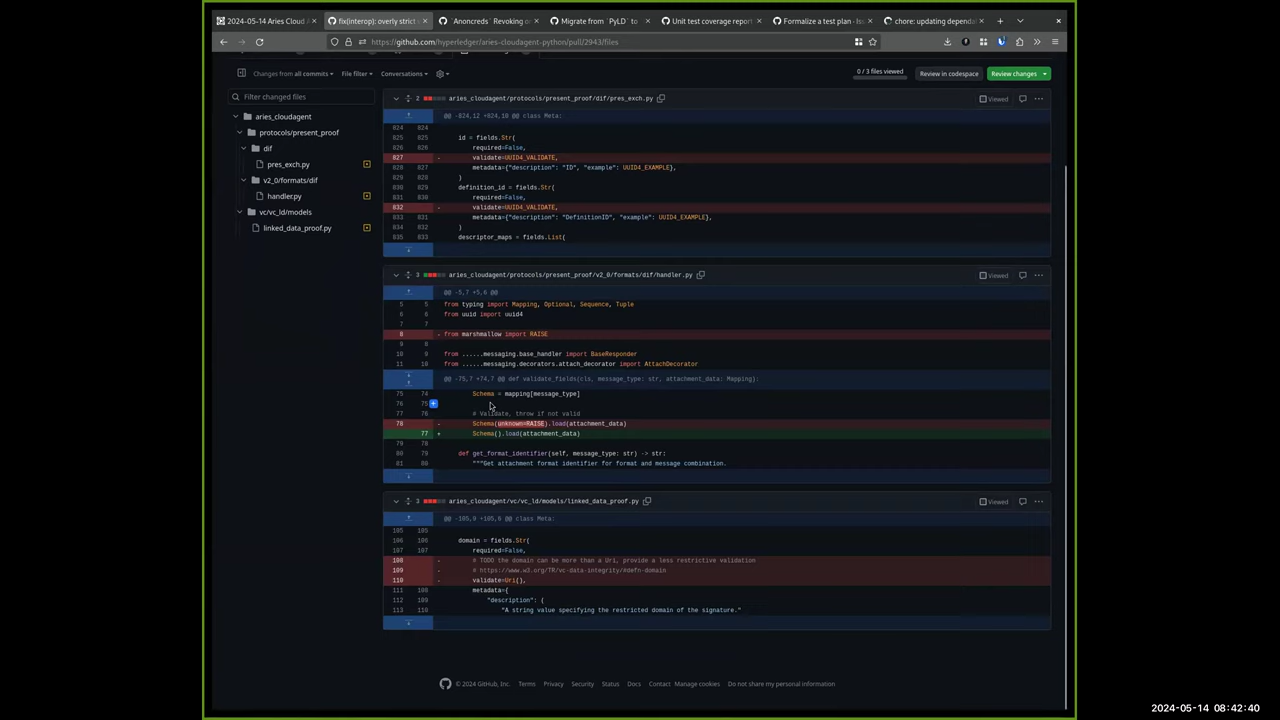 2024-05-14 Aries Cloud A
fix(interop): overly strict
`Anoncreds` Revoking o
Migrate from `PyLD` to
Unit test coverage report
Formalize a test plan · Iss
chore: updating dependa
https://github.com/hyperledger/aries-cloudagent-python/pull/2943/files
Changes from all commits
File filter
Conversations
0 / 3 files viewed
Review in codespace
Review changes
Filter changed files
aries_cloudagent
protocols/present_proof
dif
pres_exch.py
v2_0/formats/dif
handler.py
vc/vc_ld/models
linked_data_proof.py
2 aries_cloudagent/protocols/present_proof/dif/pres_exch.py
Viewed
@@ -824,12 +824,10 @@ class Meta:
824 824
825 825 id = fields.Str(
826 826 required=False,
827 - validate=UUID4_VALIDATE,
828 827 metadata={"description": "ID", "example": UUID4_EXAMPLE},
829 828 )
830 829 definition_id = fields.Str(
831 830 required=False,
832 - validate=UUID4_VALIDATE,
833 831 metadata={"description": "DefinitionID", "example": UUID4_EXAMPLE},
834 832 )
835 833 descriptor_maps = fields.List(
3 aries_cloudagent/protocols/present_proof/v2_0/formats/dif/handler.py
Viewed
@@ -5,7 +5,6 @@
5 5 from typing import Mapping, Optional, Sequence, Tuple
6 6 from uuid import uuid4
7 7
8 - from marshmallow import RAISE
9 8
10 9 from ......messaging.base_handler import BaseResponder
11 10 from ......messaging.decorators.attach_decorator import AttachDecorator
@@ -75,7 +74,7 @@ def validate_fields(cls, message_type: str, attachment_data: Mapping):
75 74 Schema = mapping[message_type]
76 75
77 76 # Validate, throw if not valid
78 - Schema(unknown=RAISE).load(attachment_data)
77 + Schema().load(attachment_data)
79 78
80 79 def get_format_identifier(self, message_type: str) -> str:
81 80 """Get attachment format identifier for format and message combination.
3 aries_cloudagent/vc/vc_ld/models/linked_data_proof.py
Viewed
@@ -105,9 +105,6 @@ class Meta:
105 105
106 106 domain = fields.Str(
107 107 required=False,
108 - # TODO the domain can be more than a Uri, provide a less restrictive validation
109 - # https://www.w3.org/TR/vc-data-integrity/#defn-domain
110 - validate=Uri(),
111 108 metadata={
112 109 "description": (
113 110 "A string value specifying the restricted domain of the signature."
© 2024 GitHub, Inc. Terms Privacy Security Status Docs Contact Manage cookies Do not share my personal information
2024-05-14 08:42:40